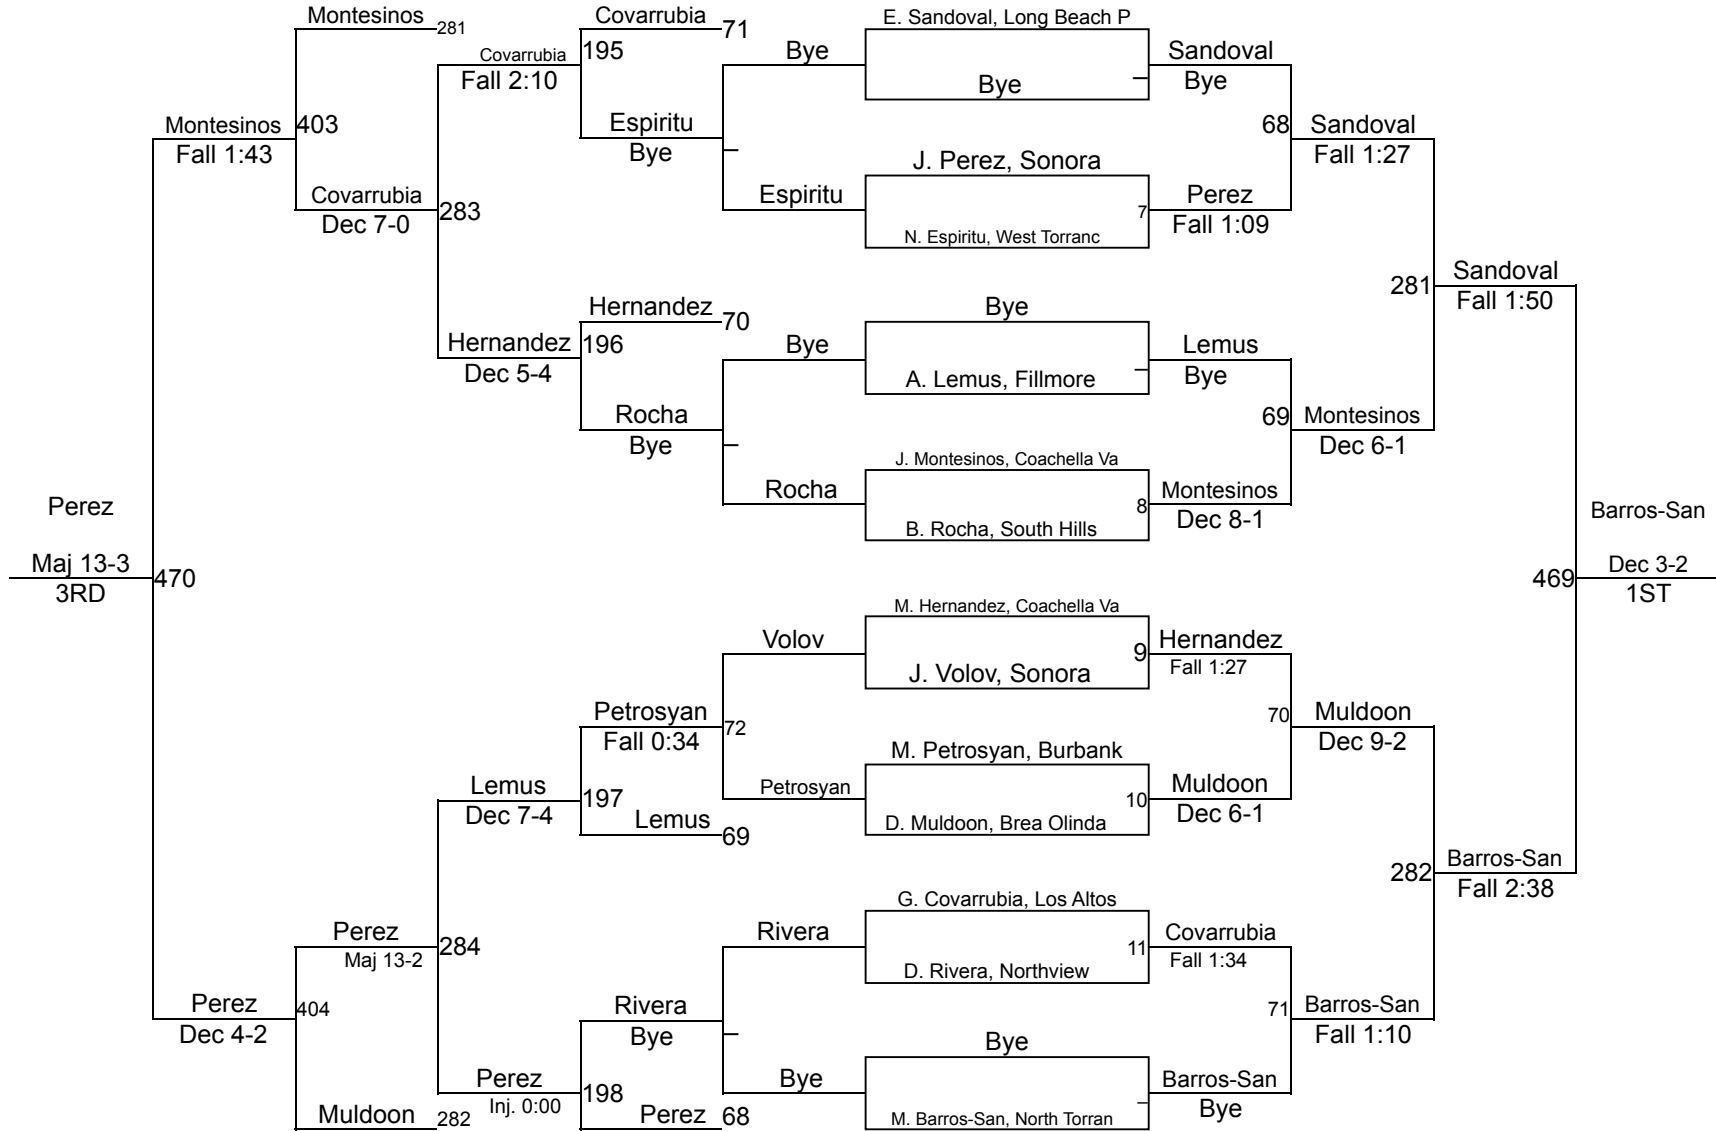 Montesinos
281
Covarrubia
71
E. Sandoval, Long Beach P
Covarrubia
195
Bye
Sandoval
Fall 2:10
Bye
–
Bye
Montesinos
403
Espiritu
68
Sandoval
Fall 1:43
Bye
–
J. Perez, Sonora
Fall 1:27
Covarrubia
283
Espiritu
7
Perez
Dec 7-0
N. Espiritu, West Torranc
Fall 1:09
281
Sandoval
Fall 1:50
Hernandez
70
Bye
Hernandez
196
Bye
Lemus
Dec 5-4
A. Lemus, Fillmore
–
Bye
Rocha
69
Montesinos
Bye
–
Dec 6-1
J. Montesinos, Coachella Va
Rocha
8
Montesinos
B. Rocha, South Hills
Dec 8-1
Perez
Barros-San
Maj 13-3
470
469
Dec 3-2
3RD
1ST
M. Hernandez, Coachella Va
Volov
9
Hernandez
J. Volov, Sonora
Fall 1:27
Petrosyan
72
70
Muldoon
Fall 0:34
Dec 9-2
M. Petrosyan, Burbank
Lemus
197
Petrosyan
10
Muldoon
Dec 7-4
Lemus
69
D. Muldoon, Brea Olinda
Dec 6-1
282
Barros-San
Fall 2:38
G. Covarrubia, Los Altos
Perez
284
Rivera
11
Covarrubia
Maj 13-2
D. Rivera, Northview
Fall 1:34
Perez
404
Rivera
71
Barros-San
Dec 4-2
Bye
–
Fall 1:10
Bye
Perez
198
Bye
Barros-San
Inj. 0:00
–
Bye
Muldoon
282
Perez
68
M. Barros-San, North Torran